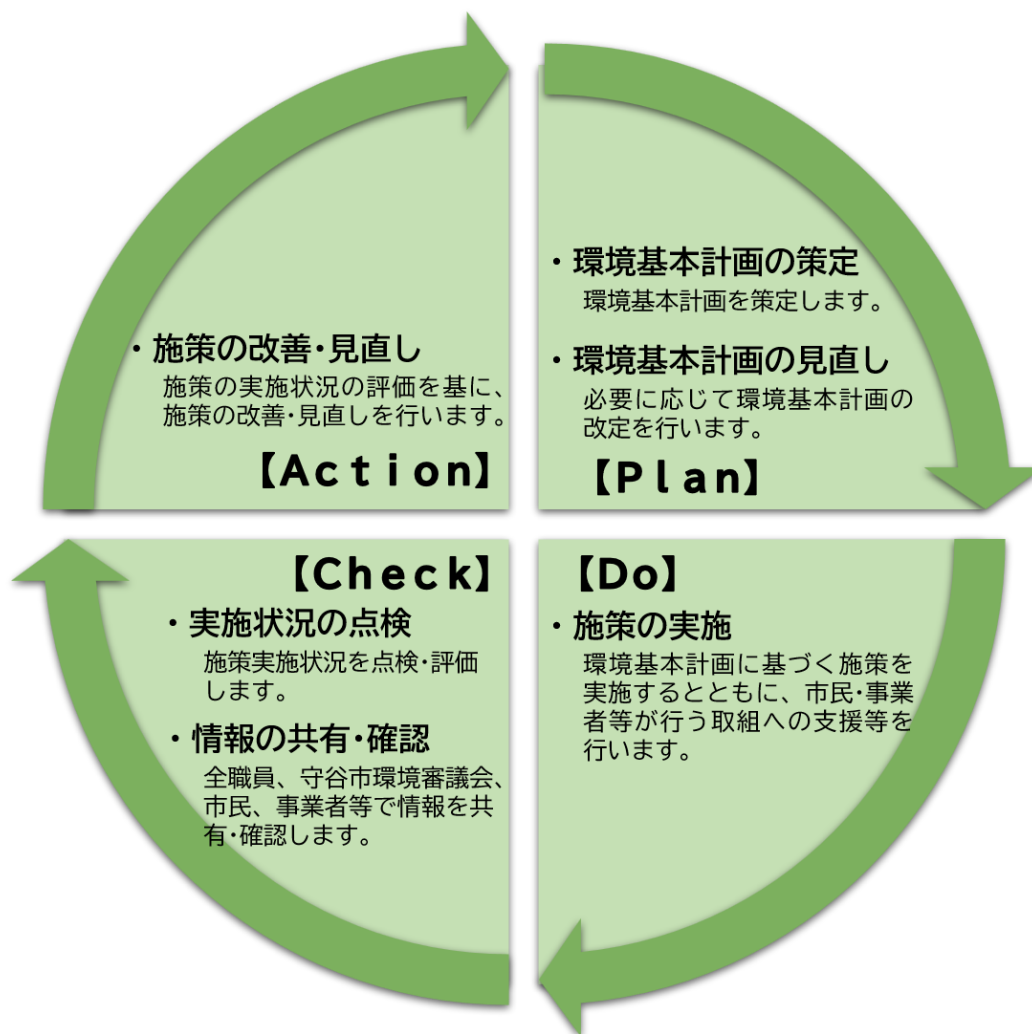 ・環境基本計画の策定
環境基本計画を策定します。
・環境基本計画の見直し
必要に応じて環境基本計画の
改定を行います。
【Plan】
【Do】
・施策の実施
環境基本計画に基づく施策を
実施するとともに、市民･事業
者等が行う取組への支援等を
行います。
【Check】
・実施状況の点検
施策実施状況を点検･評価
します。
・情報の共有･確認
全職員、守谷市環境審議会、
市民、事業者等で情報を共
有･確認します。
・施策の改善･見直し
施策の実施状況の評価を基に、
施策の改善･見直しを行います。
【Action】